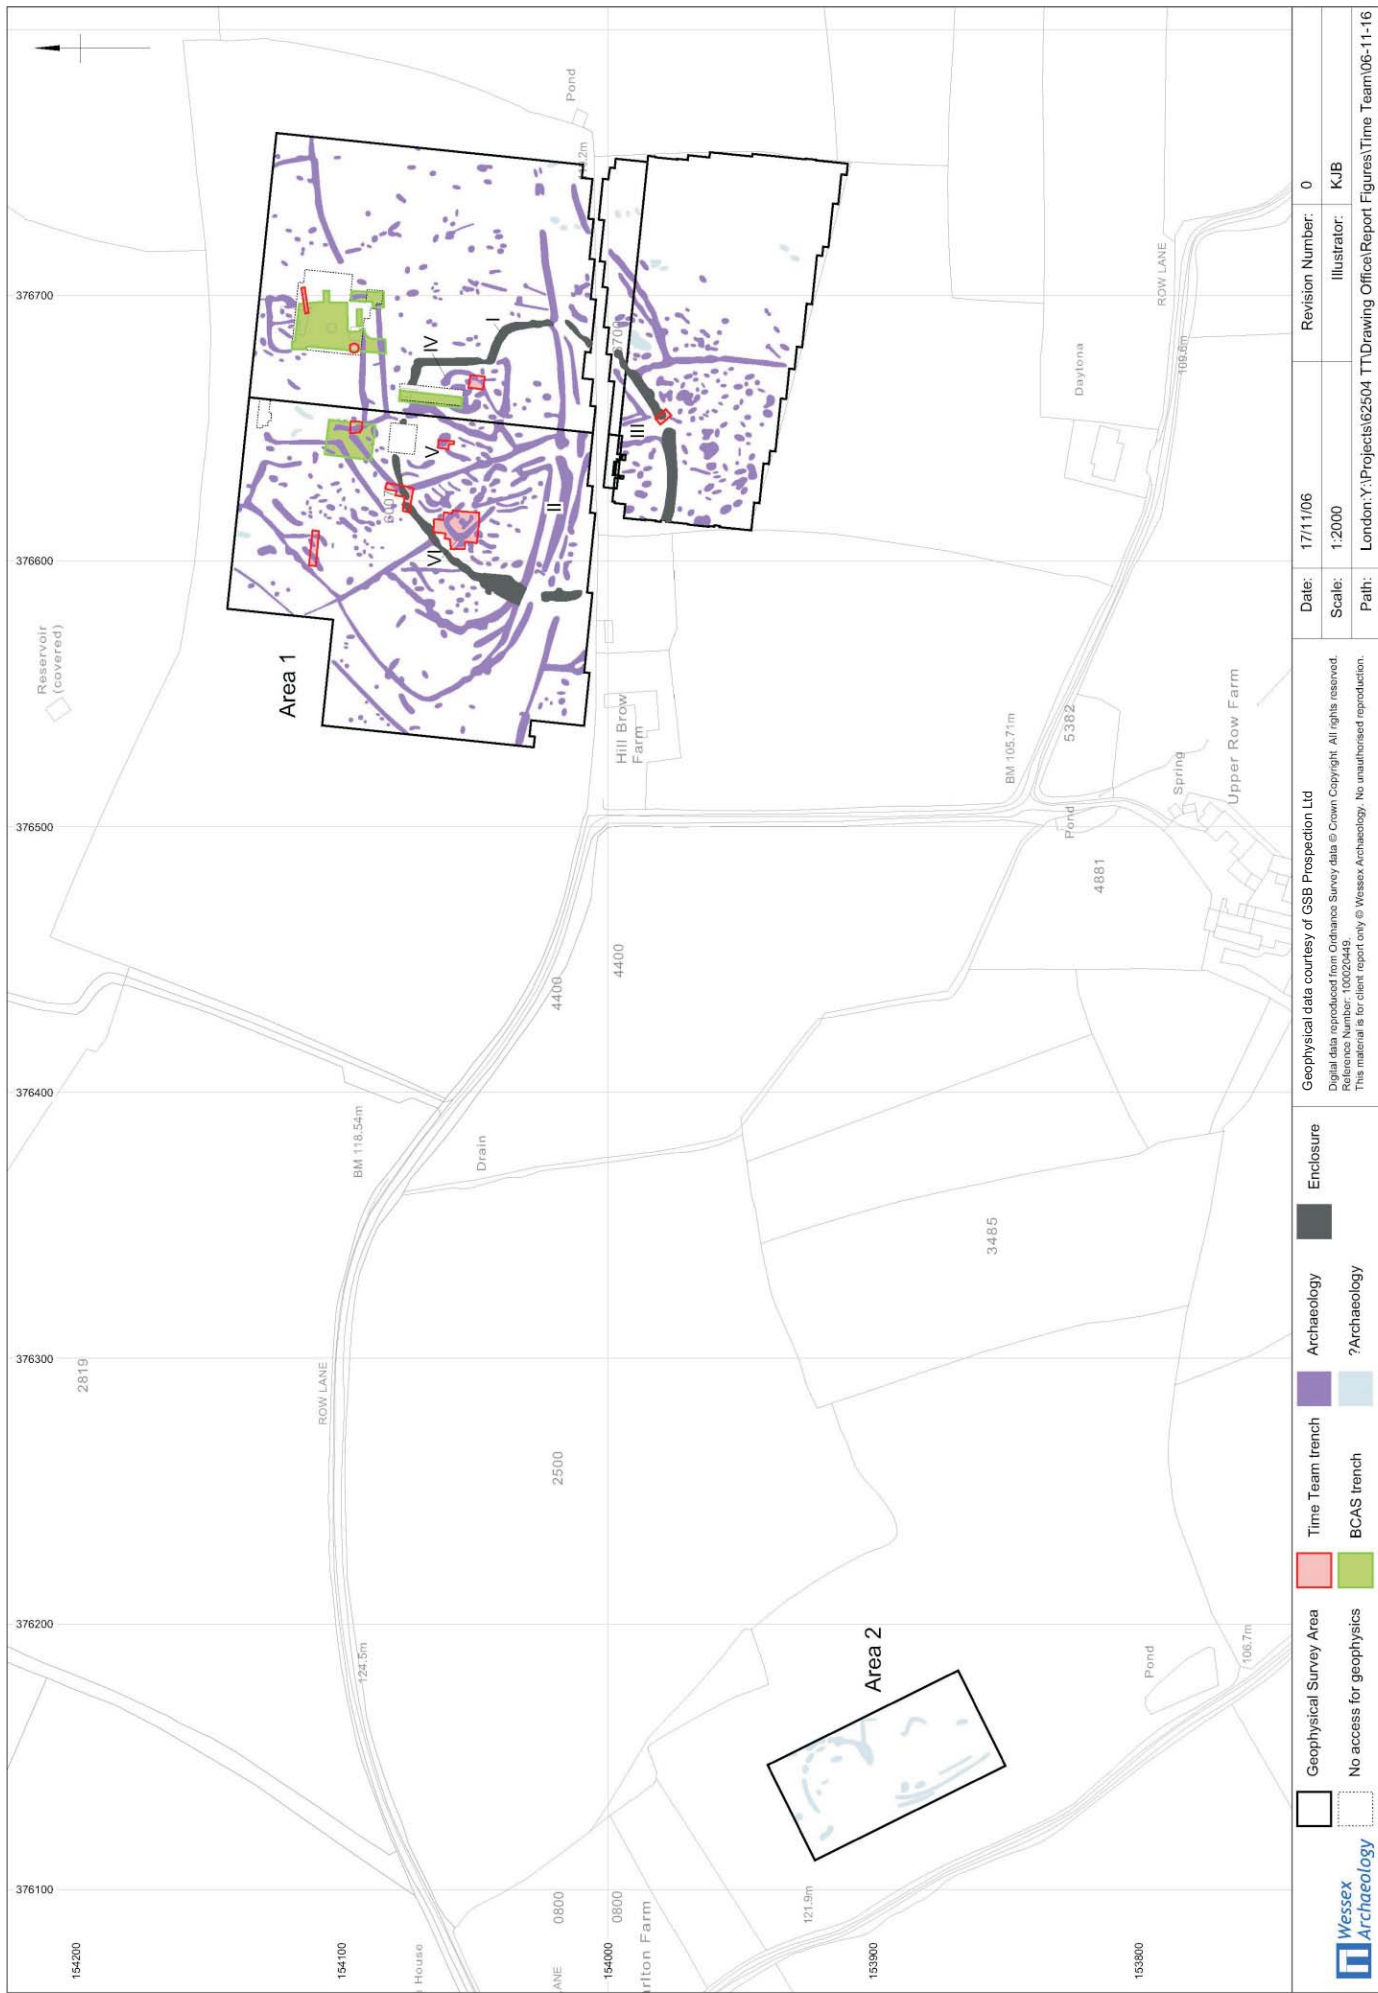 376100
376200
376300
376400
376500
376600
376700
154200
154100
154000
153900
153800
Reservoir
(covered)
2819
Area 1
Pond
BM 118.54m
ROW LANE
124.5m
House
6007
VI
V
IV
I
II
III
Drain
4400
4400
2500
0800
0800
ANE
arlton Farm
Hill Brow
Farm
Area 2
121.9m
3485
Pond
106.7m
BM 105.71m
5382
Pond
4881
Spring
Upper Row Farm
Daytona
ROW LANE
109.6m
Wessex
Archaeology
Geophysical Survey Area
No access for geophysics
Time Team trench
BCAS trench
Archaeology
?Archaeology
Enclosure
Geophysical data courtesy of GSB Prospection Ltd
Digital data reproduced from Ordnance Survey data © Crown Copyright. All rights reserved.
Reference Number: 100020449.
This material is for client report only © Wessex Archaeology. No unauthorised reproduction.
Date: 17/11/06 Revision Number: 0
Scale: 1:2000 Illustrator: KJB
Path: London:Y:\Projects\62504 TT\Drawing Office\Report Figures\Time Team\06-11-16